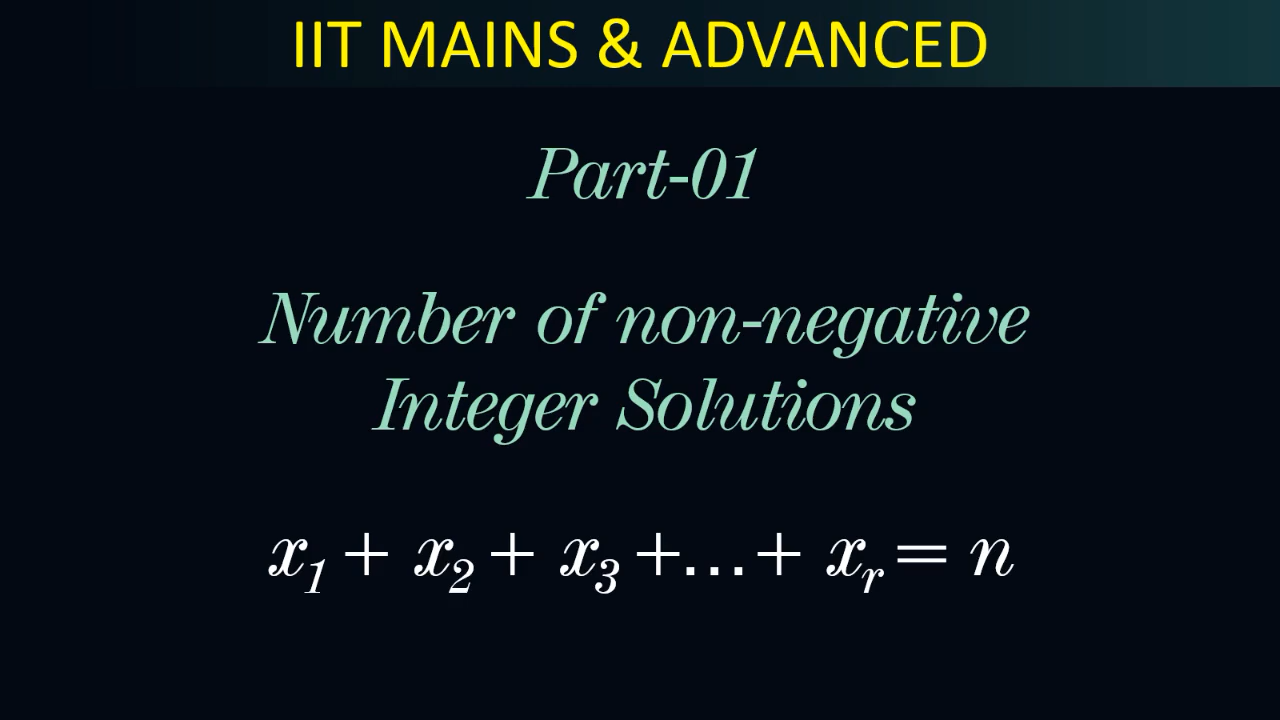 IIT MAINS & ADVANCED
Part-01
Number of non-negative
Integer Solutions
x₁ + x₂ + x₃ +...+ xᵣ = n